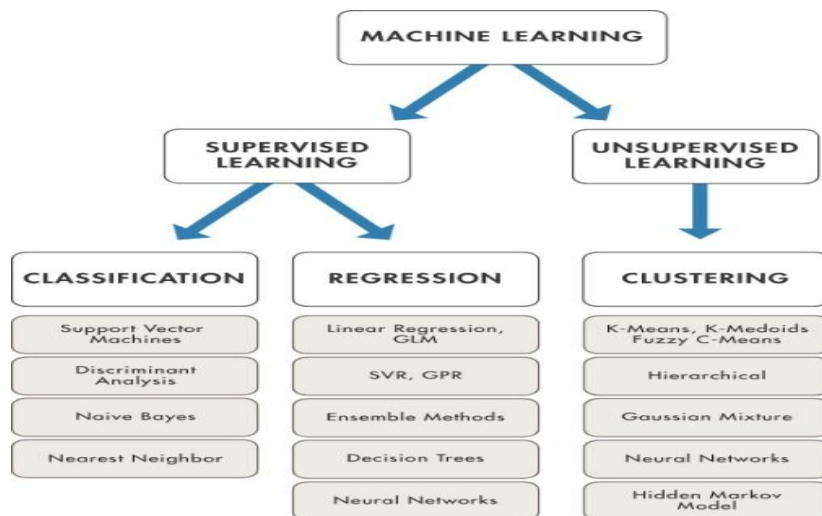 MACHINE LEARNING
SUPERVISED
LEARNING
UNSUPERVISED
LEARNING
CLASSIFICATION
Support Vector
Machines
Discriminant
Analysis
Naive Bayes
Nearest Neighbor
REGRESSION
Linear Regression,
GLM
SVR, GPR
Ensemble Methods
Decision Trees
Neural Networks
CLUSTERING
K-Means, K-Medoids
Fuzzy C-Means
Hierarchical
Gaussian Mixture
Neural Networks
Hidden Markov
Model